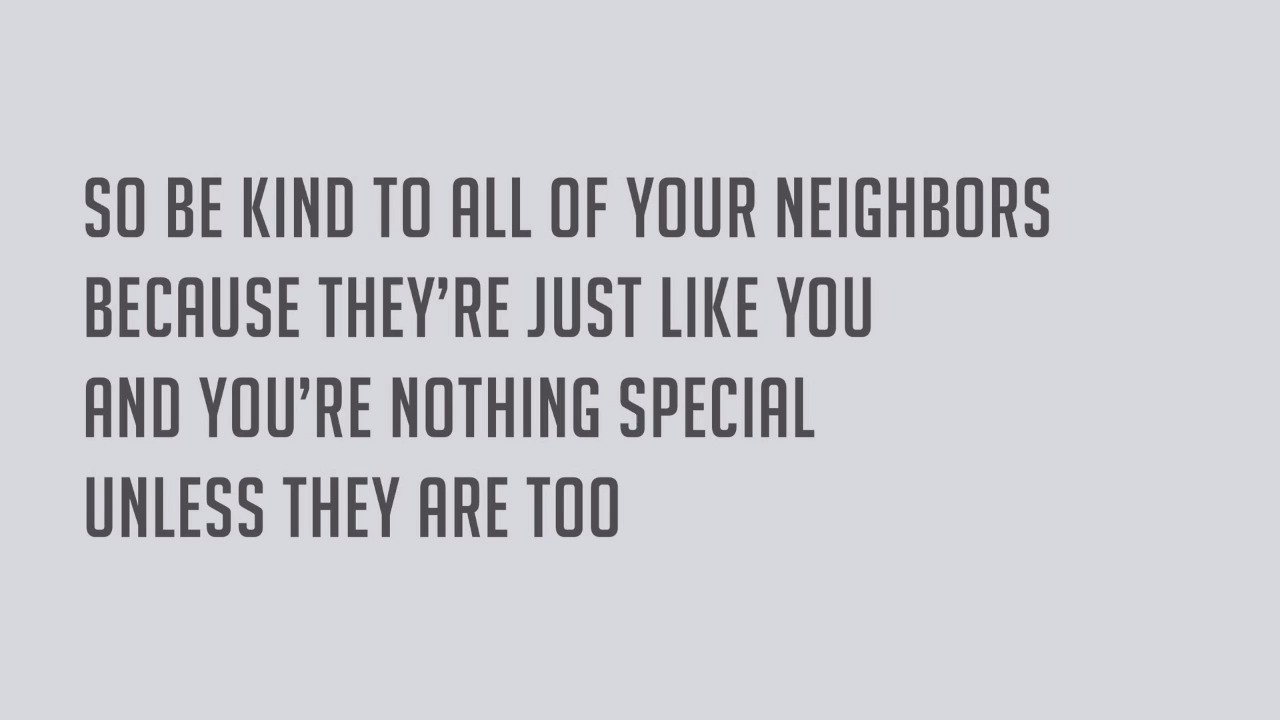 SO BE KIND TO ALL OF YOUR NEIGHBORS
BECAUSE THEY’RE JUST LIKE YOU
AND YOU’RE NOTHING SPECIAL
UNLESS THEY ARE TOO